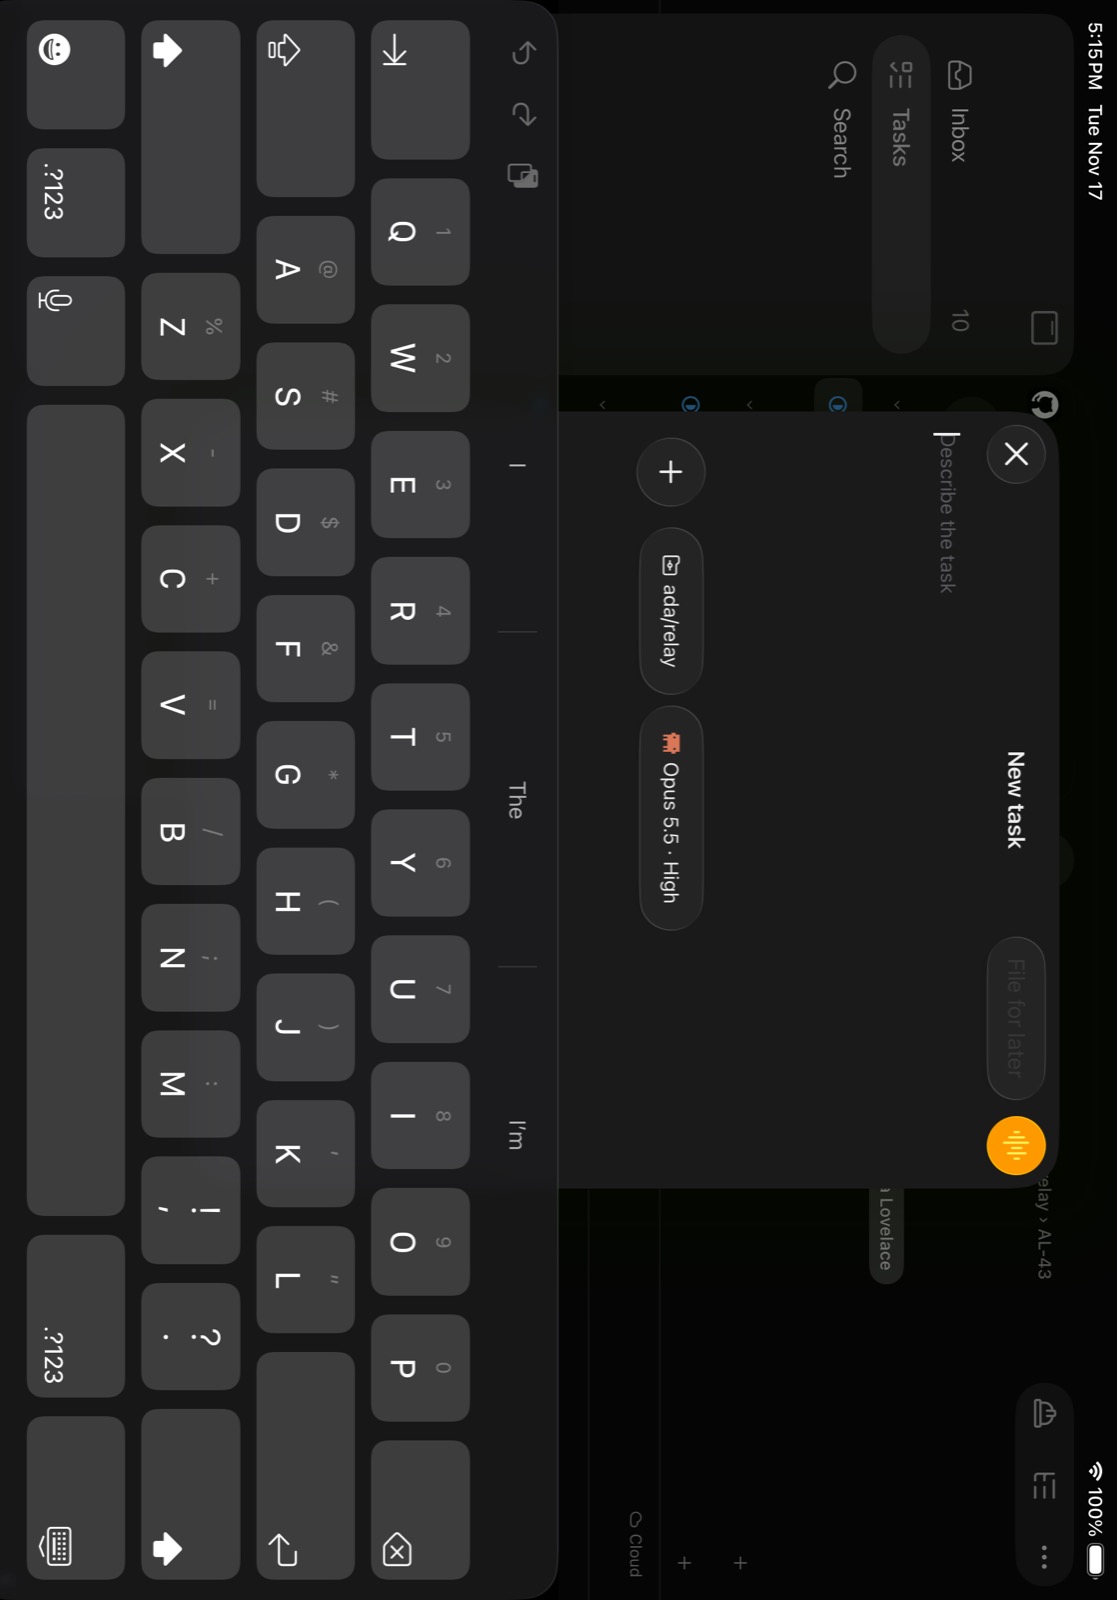 5:15 PM Tue Nov 17
100%
New task
File for later
elay › AL-43
Describe the task
Inbox 10
Tasks
Search
a Lovelace
ada/relay
Opus 5.5 · High
Cloud
I
The
I’m
1 2 3 4 5 6 7 8 9 0
Q W E R T Y U I O P
@ # $ & * ( ) ' "
A S D F G H J K L
% - + = / ; : ! ?
Z X C V B N M , .
.?123
.?123